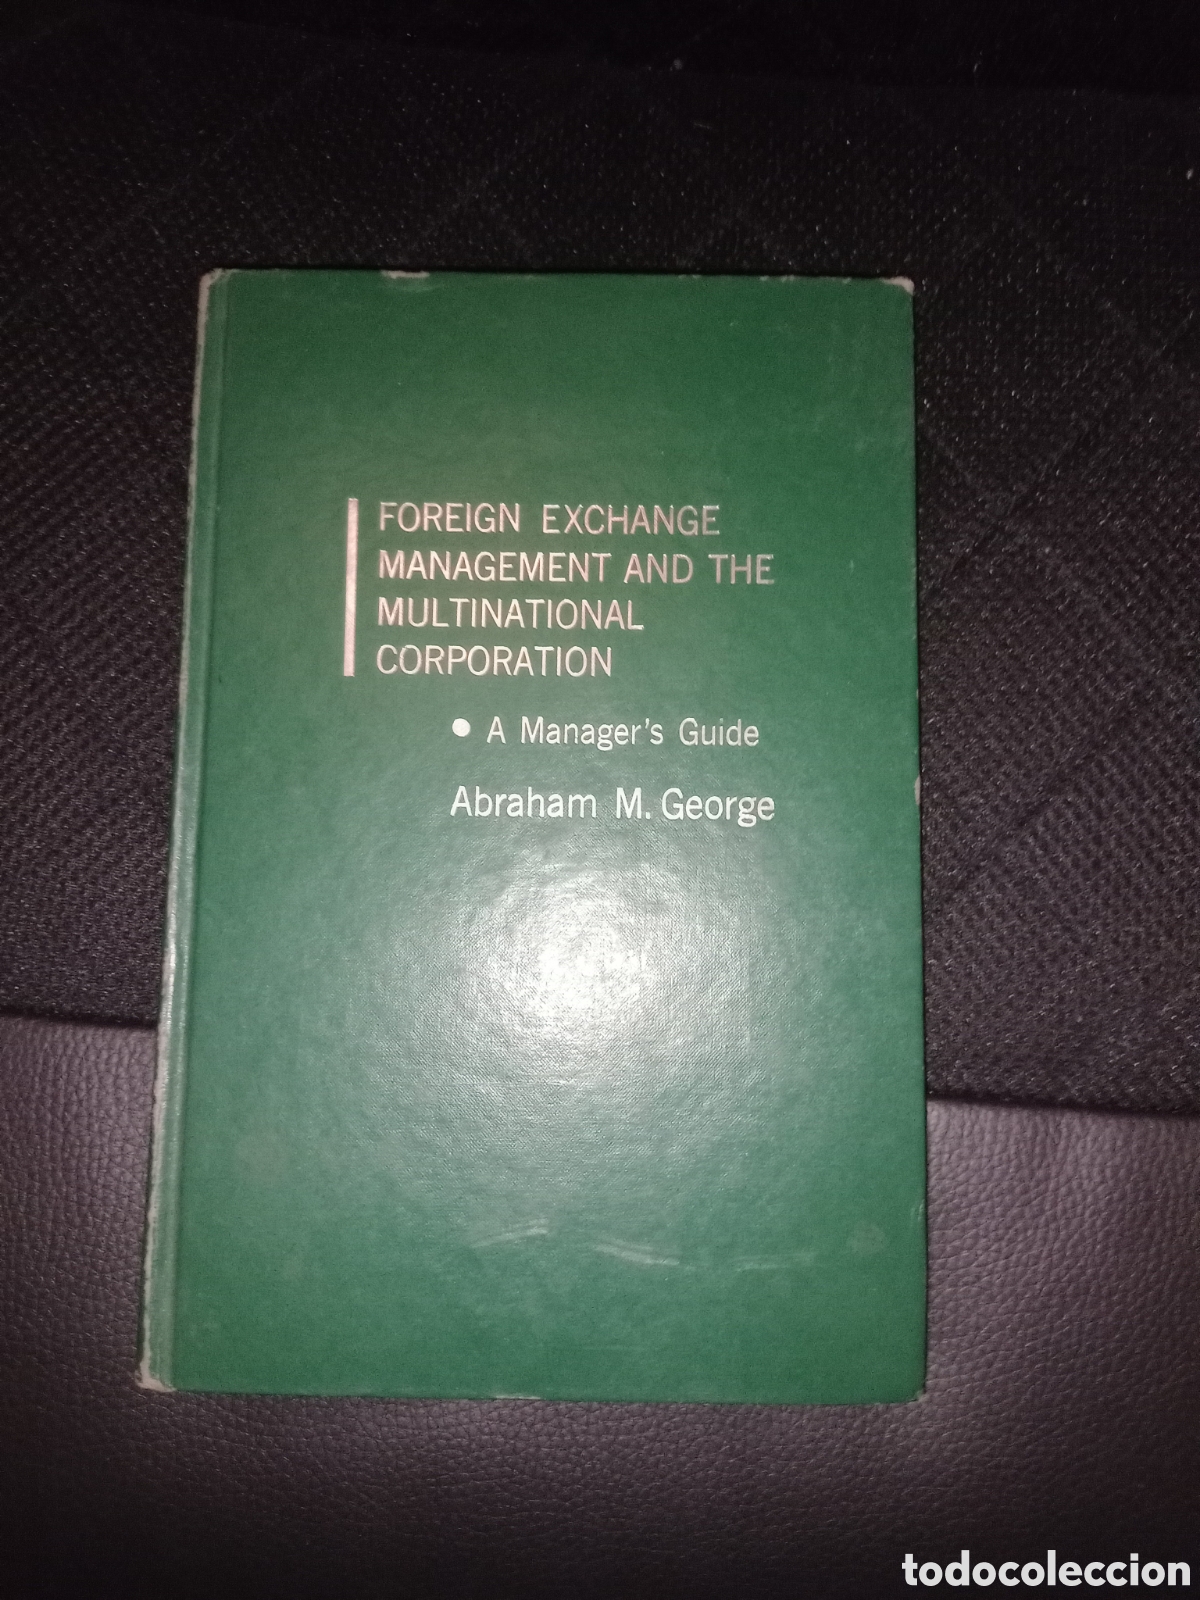 FOREIGN EXCHANGE
MANAGEMENT AND THE
MULTINATIONAL
CORPORATION
• A Manager's Guide
Abraham M. George
todocoleccion